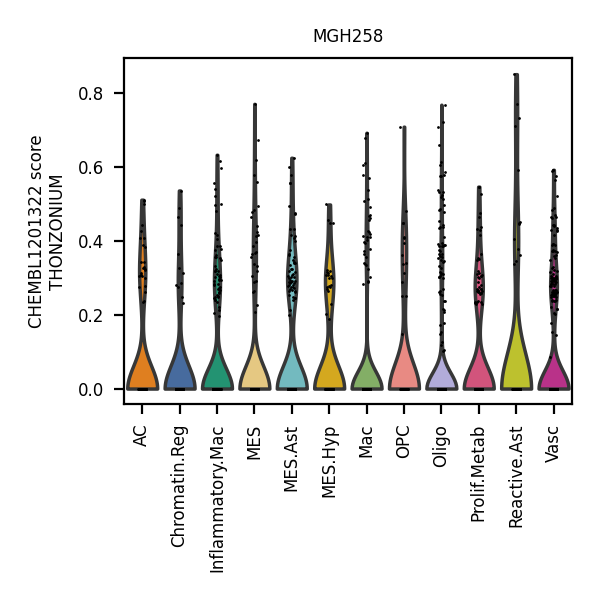 MGH258
CHEMBL1201322 score
THONZONIUM
0.8
0.6
0.4
0.2
0.0
AC
Chromatin.Reg
Inflammatory.Mac
MES
MES.Ast
MES.Hyp
Mac
OPC
Oligo
Prolif.Metab
Reactive.Ast
Vasc